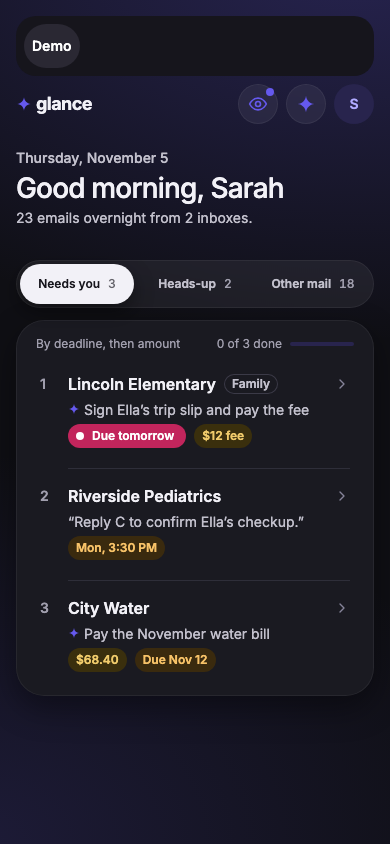 Demo
glance
S
Thursday, November 5
Good morning, Sarah
23 emails overnight from 2 inboxes.
Needs you 3 Heads-up 2 Other mail 18
By deadline, then amount 0 of 3 done
1 Lincoln Elementary Family
Sign Ella’s trip slip and pay the fee
Due tomorrow $12 fee
2 Riverside Pediatrics
“Reply C to confirm Ella’s checkup.”
Mon, 3:30 PM
3 City Water
Pay the November water bill
$68.40 Due Nov 12